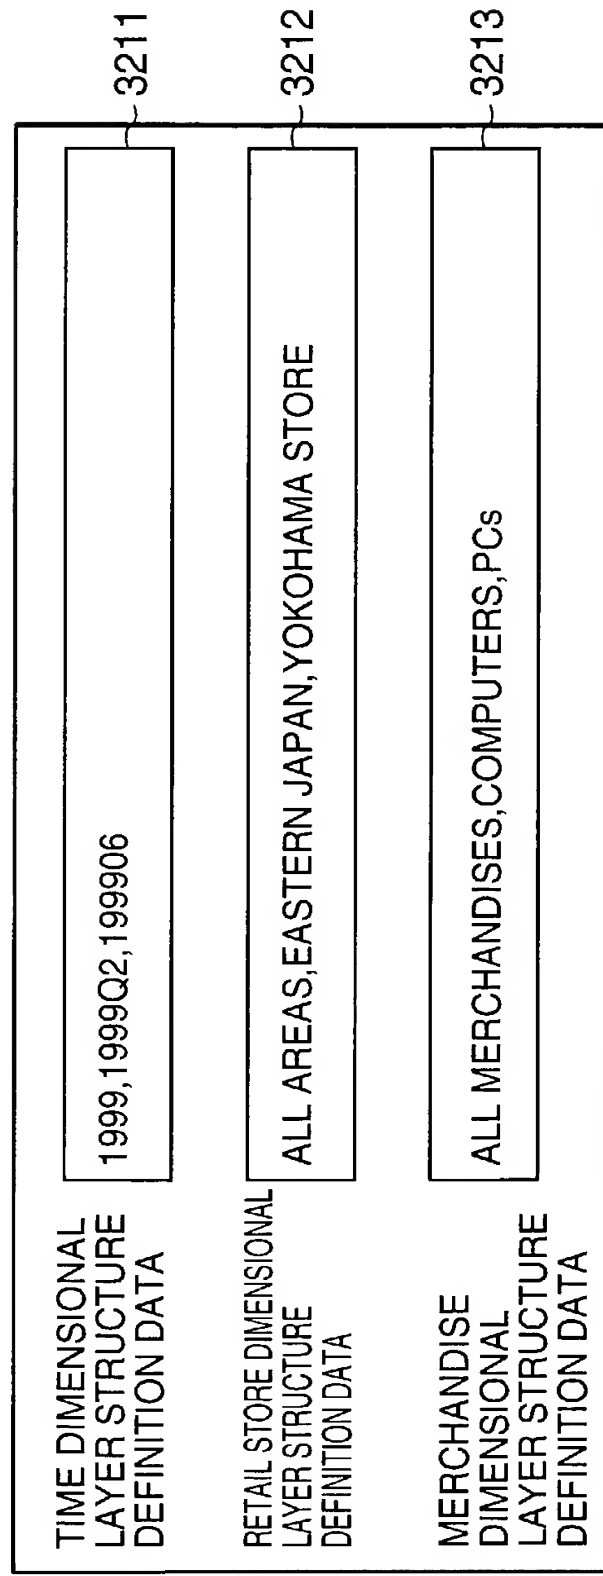 TIME DIMENSIONAL
LAYER STRUCTURE
DEFINITION DATA
1999,1999Q2,199906
3211
RETAIL STORE DIMENSIONAL
LAYER STRUCTURE
DEFINITION DATA
ALL AREAS,EASTERN JAPAN,YOKOHAMA STORE
3212
MERCHANDISE
DIMENSIONAL
LAYER STRUCTURE
DEFINITION DATA
ALL MERCHANDISES,COMPUTERS,PCs
3213